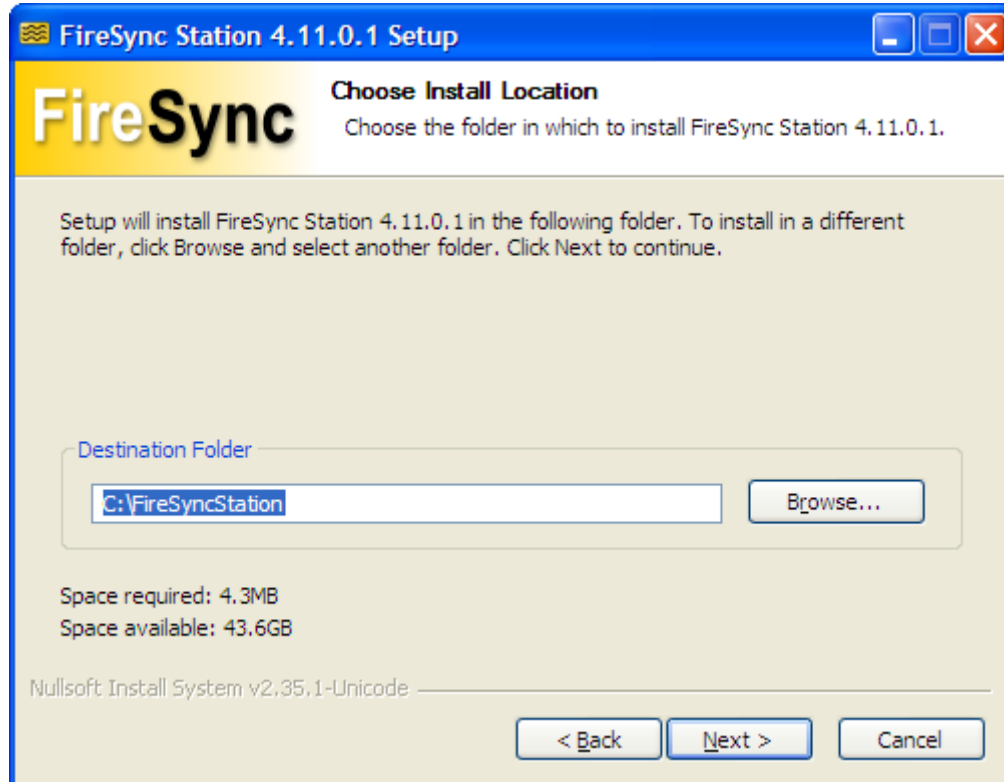 FireSync Station 4.11.0.1 Setup
FireSync
Choose Install Location
Choose the folder in which to install FireSync Station 4.11.0.1.
Setup will install FireSync Station 4.11.0.1 in the following folder. To install in a different
folder, click Browse and select another folder. Click Next to continue.
Destination Folder
C:\FireSyncStation
Browse...
Space required: 4.3MB
Space available: 43.6GB
Nullsoft Install System v2.35.1-Unicode
< Back Next > Cancel